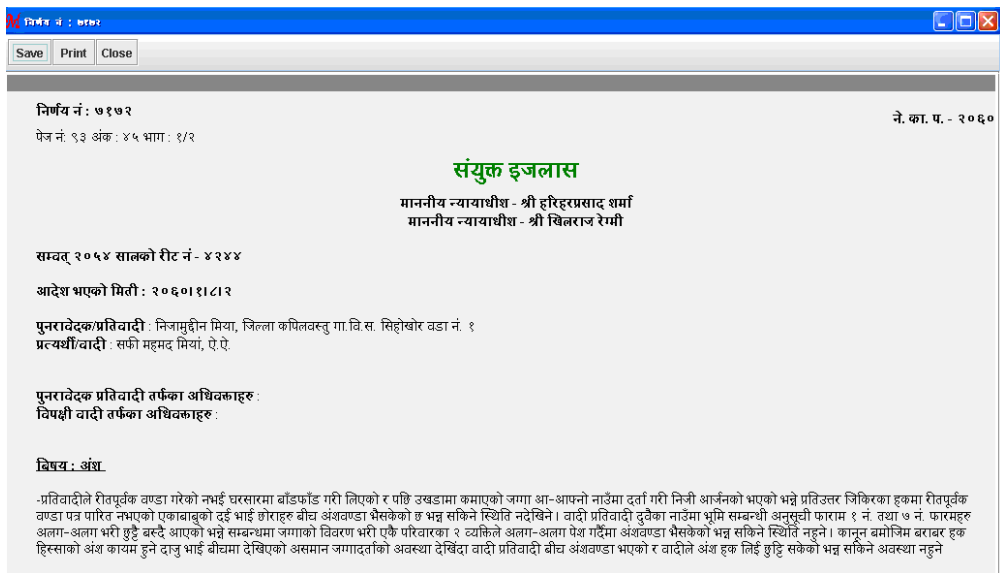 निर्णय नं : ७१७२
Save Print Close
निर्णय नं : ७१७२
ने. का. प. - २०६०
पेज नं: ९३ अंक : ४५ भाग : १/२
संयुक्त इजलास
माननीय न्यायाधीश - श्री हरिहरप्रसाद शर्मा
माननीय न्यायाधीश - श्री खिलराज रेग्मी
सम्वत् २०५४ सालको रीट नं - ४२४४
आदेश भएको मिती : २०६०।१।८।२
पुनरावेदक/प्रतिवादी : निजामुद्दीन मिया, जिल्ला कपिलवस्तु गा.वि.स. सिहोखोर वडा नं. १
प्रत्यर्थी/वादी : सफी महमद मियां, ऐ.ऐ.
पुनरावेदक प्रतिवादी तर्फका अधिवक्ताहरु :
विपक्षी वादी तर्फका अधिवक्ताहरु :
बिषय : अंश
-प्रतिवादीले रीतपूर्वक वण्डा गरेको नभई घरसारमा बाँडफाँड गरी लिएको र पछि उखडामा कमाएको जग्गा आ-आफ्नो नाउँमा दर्ता गरी निजी आर्जनको भएको भन्ने प्रतिउत्तर जिकिरका हकमा रीतपूर्वक
वण्डा पत्र पारित नभएको एकाबाबुको दुई भाई छोराहरु बीच अंशवण्डा भैसकेको छ भन्न सकिने स्थिति नदेखिने । वादी प्रतिवादी दुवैका नाउँमा भूमि सम्बन्धी अनुसूची फाराम १ नं. तथा ७ नं. फारमहरु
अलग-अलग भरी छुट्टै बस्दै आएको भन्ने सम्बन्धमा जग्गाको विवरण भरी एकै परिवारका २ व्यक्तिले अलग-अलग पेश गर्दैमा अंशवण्डा भैसकेको भन्न सकिने स्थिति नहुने । कानून बमोजिम बराबर हक
हिस्साको अंश कायम हुने दाजु भाई बीचमा देखिएको असमान जग्गादर्ताको अवस्था देखिंदा वादी प्रतिवादी बीच अंशवण्डा भएको र वादीले अंश हक लिई छुट्टि सकेको भन्न सकिने अवस्था नहुने